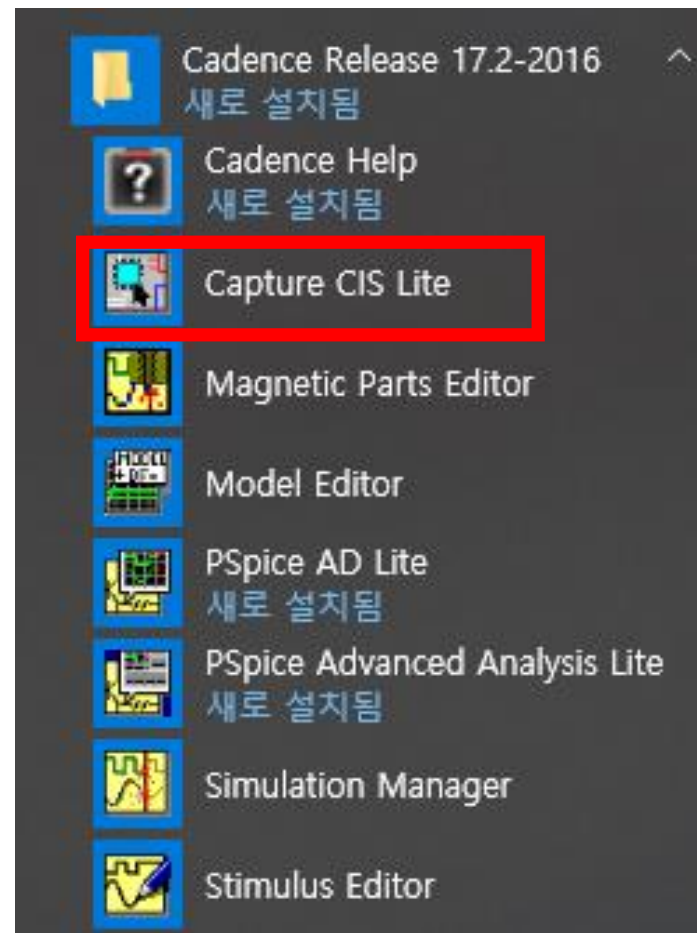 Cadence Release 17.2-2016
새로 설치됨
Cadence Help
새로 설치됨
Capture CIS Lite
Magnetic Parts Editor
Model Editor
PSpice AD Lite
새로 설치됨
PSpice Advanced Analysis Lite
새로 설치됨
Simulation Manager
Stimulus Editor